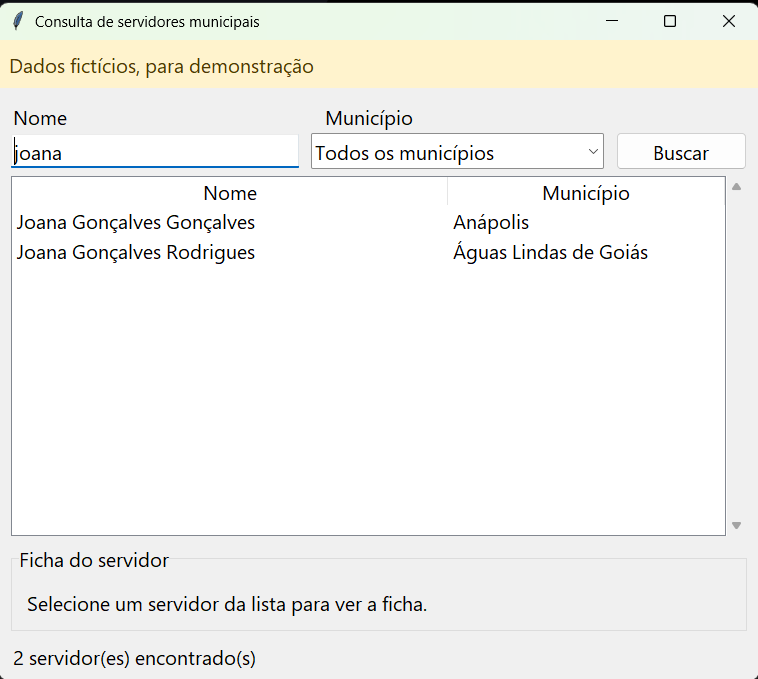 Consulta de servidores municipais
Dados fictícios, para demonstração
Nome Município
joana Todos os municípios Buscar
Nome Município
Joana Gonçalves Gonçalves Anápolis
Joana Gonçalves Rodrigues Águas Lindas de Goiás
Ficha do servidor
Selecione um servidor da lista para ver a ficha.
2 servidor(es) encontrado(s)